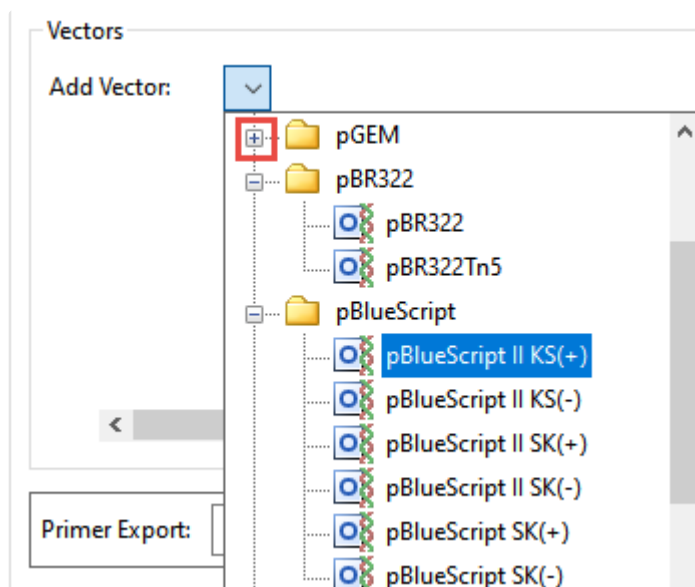 Vectors
Add Vector:
pGEM
pBR322
pBR322
pBR322Tn5
pBlueScript
pBlueScript II KS(+)
pBlueScript II KS(-)
pBlueScript II SK(+)
pBlueScript II SK(-)
Primer Export:
pBlueScript SK(+)
pBlueScript SK(-)